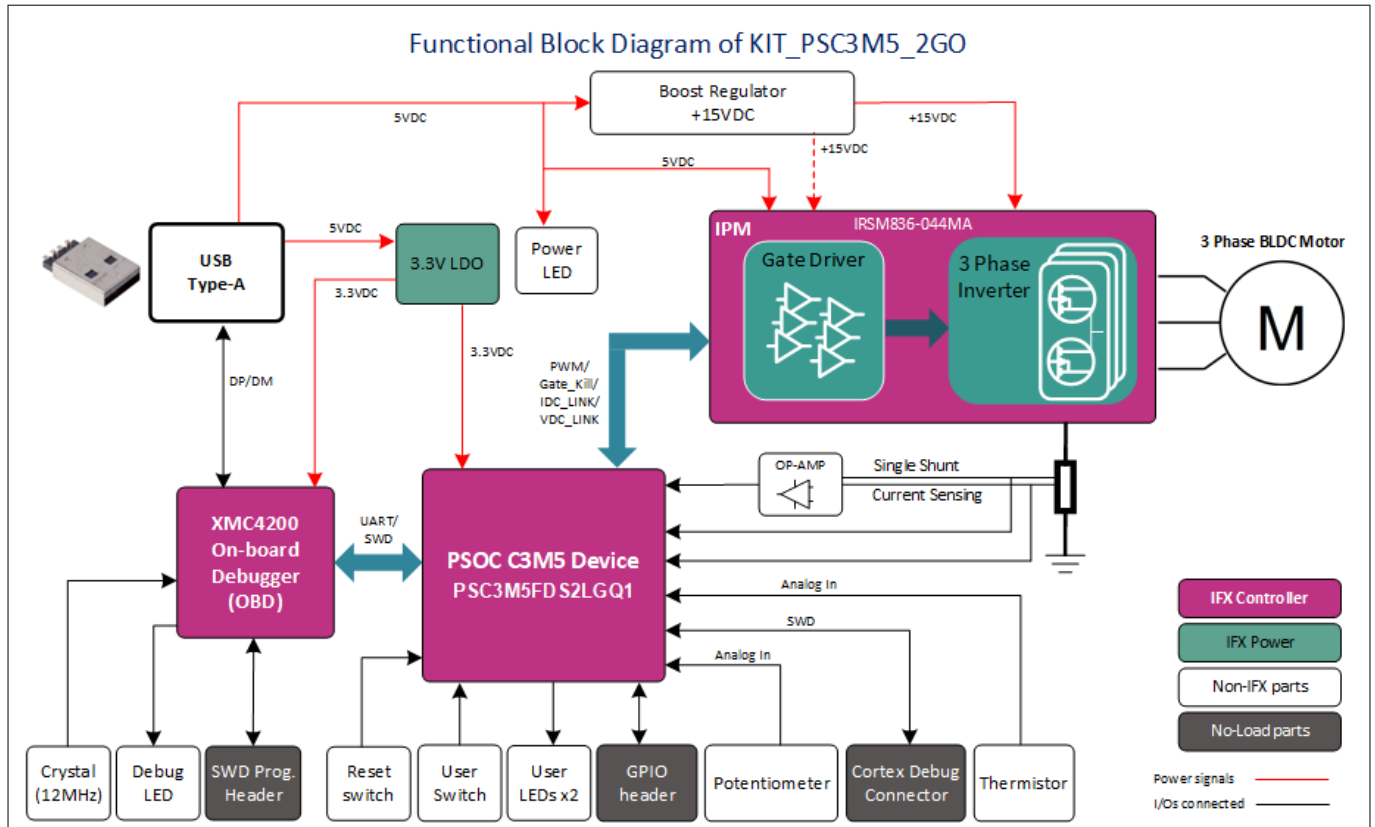 Functional Block Diagram of KIT_PSC3M5_2GO
Boost Regulator
+15VDC
5VDC
+15VDC
+15VDC
5VDC
USB
Type-A
5VDC
3.3V LDO
3.3VDC
Power
LED
IPM
IRSM836-044MA
Gate Driver
3 Phase
Inverter
3 Phase BLDC Motor
M
3.3VDC
DP/DM
PWM/
Gate_Kill/
IDC_LINK/
VDC_LINK
OP-AMP
Single Shunt
Current Sensing
XMC4200
On-board
Debugger
(OBD)
UART/
SWD
PSOC C3M5 Device
PSC3M5FDS2LGQ1
Analog In
SWD
Analog In
IFX Controller
IFX Power
Non-IFX parts
No-Load parts
Power signals
I/Os connected
Crystal
(12MHz)
Debug
LED
SWD Prog.
Header
Reset
switch
User
Switch
User
LEDs x2
GPIO
header
Potentiometer
Cortex Debug
Connector
Thermistor